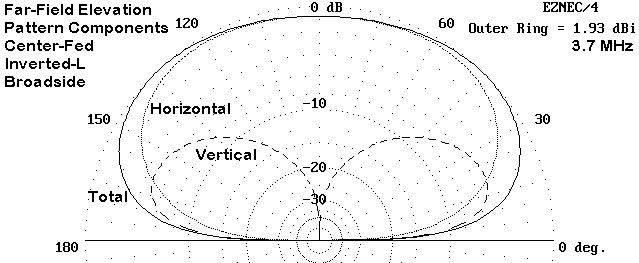 Far-Field Elevation
Pattern Components
Center-Fed
Inverted-L
Broadside
0 dB
EZNEC/4
Outer Ring = 1.93 dBi
3.7 MHz
120
60
-10
Horizontal
150
30
Vertical
-20
Total
-30
180
0 deg.